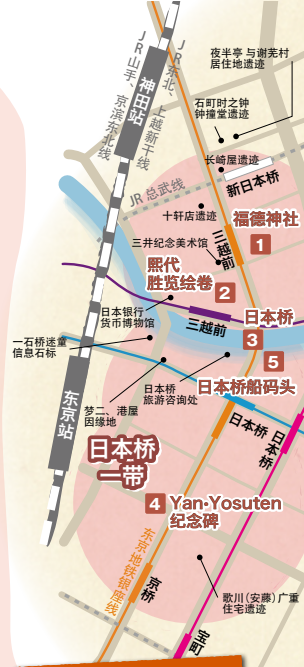 夜半亭 与谢芜村
居住地遗迹
JR东北、上越新干线
JR山手、京滨东北线
神田站
石町时之钟
钟撞堂遗迹
长崎屋遗迹
新日本桥
JR 总武线
十轩店遗迹
福德神社
1
三越前
三井纪念美术馆
熙代
胜览绘卷
2
日本银行
货币博物馆
三越前
日本桥
3
一石桥迷童
信息石标
5
日本桥船码头
东京站
梦二、港屋
因缘地
日本桥
旅游咨询处
日本桥
日本桥
日本桥
一带
4
Yan·Yosuten
纪念碑
东京地铁银座线
京桥
歌川(安藤)广重
住宅遗迹
宝町